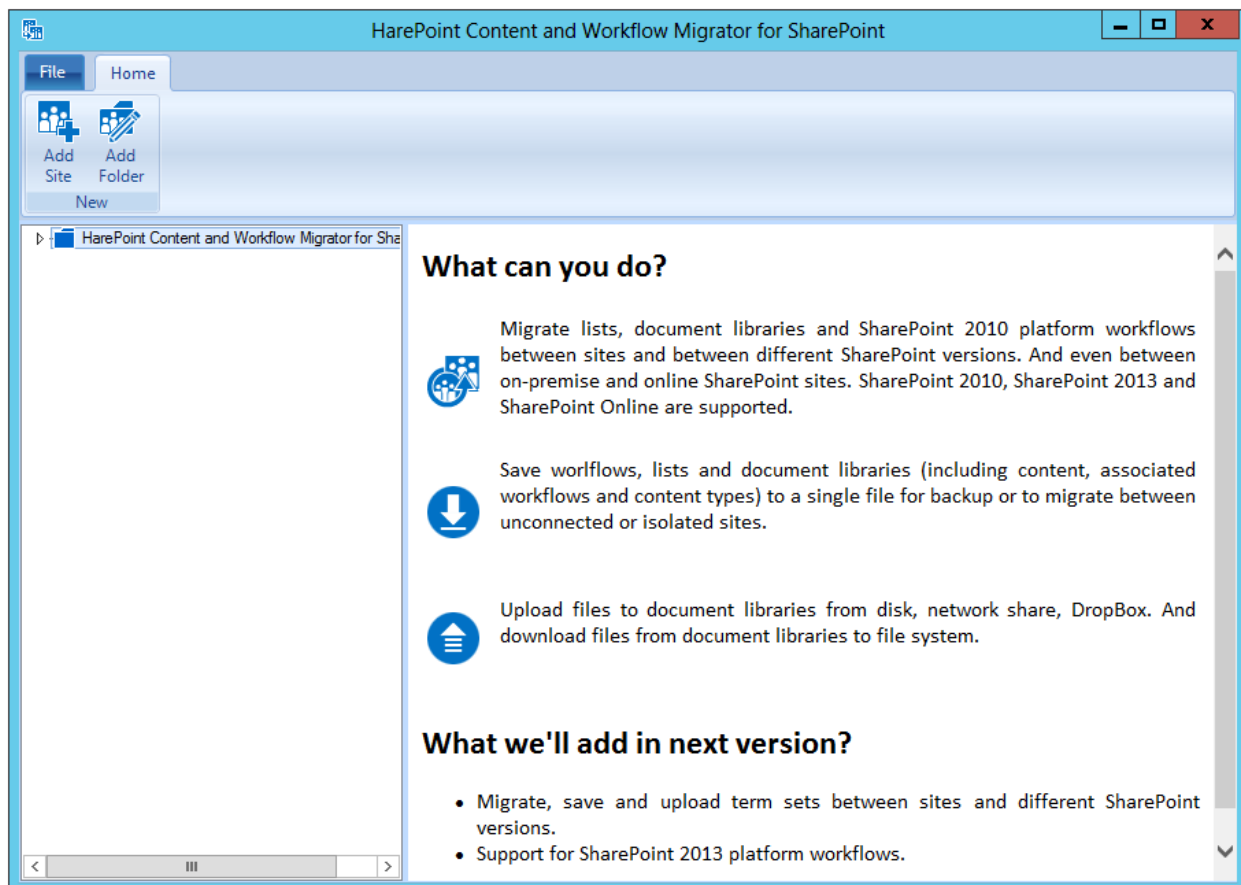 HarePoint Content and Workflow Migrator for SharePoint
File Home
Add Site
Add Folder
New
HarePoint Content and Workflow Migrator for Sha
What can you do?
Migrate lists, document libraries and SharePoint 2010 platform workflows
between sites and between different SharePoint versions. And even between
on-premise and online SharePoint sites. SharePoint 2010, SharePoint 2013 and
SharePoint Online are supported.
Save worlflows, lists and document libraries (including content, associated
workflows and content types) to a single file for backup or to migrate between
unconnected or isolated sites.
Upload files to document libraries from disk, network share, DropBox. And
download files from document libraries to file system.
What we'll add in next version?
• Migrate, save and upload term sets between sites and different SharePoint
versions.
• Support for SharePoint 2013 platform workflows.